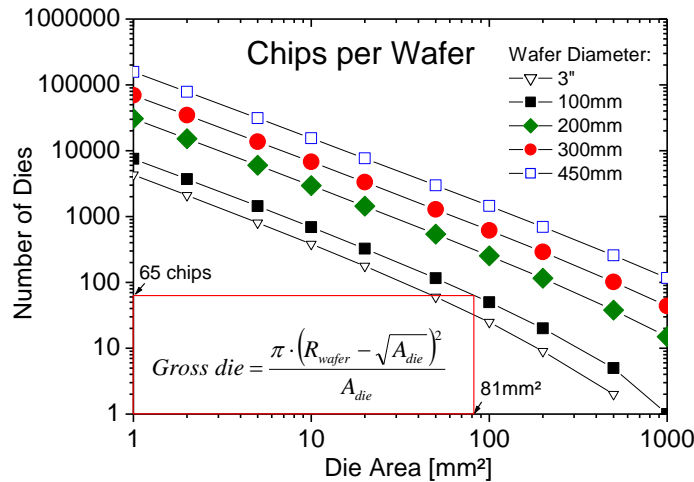 Chips per Wafer
Wafer Diameter:
3"
100mm
200mm
300mm
450mm
Number of Dies
1000000
100000
10000
1000
100
10
1
65 chips
Gross die = π·(R_wafer − √A_die)² / A_die
81mm²
1 10 100 1000
Die Area [mm²]